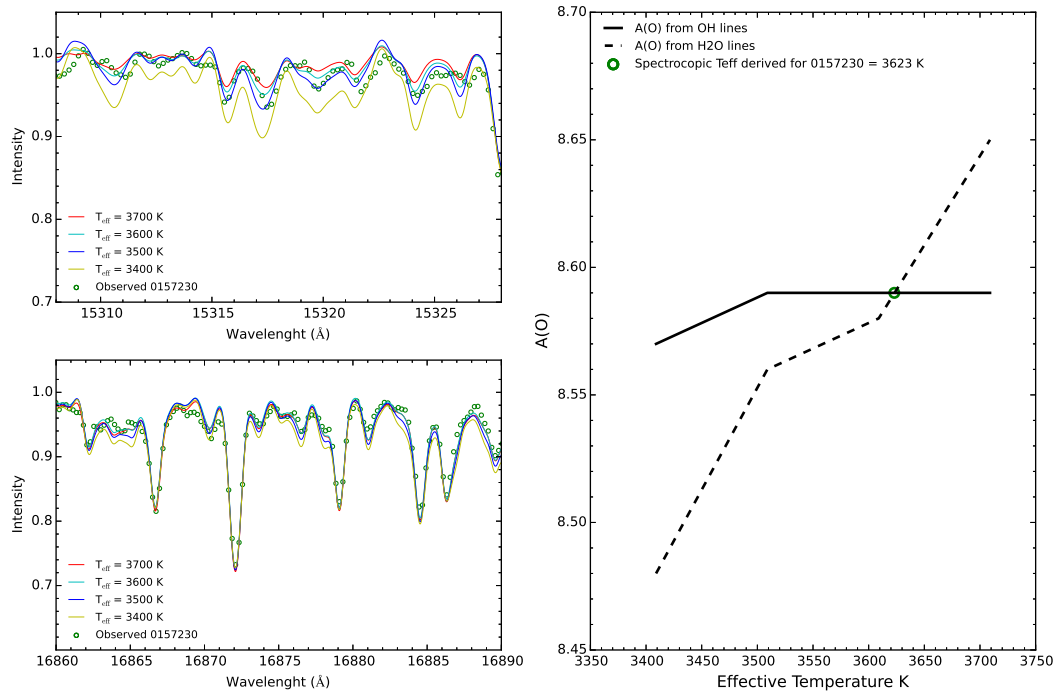 1.0
0.9
0.8
0.7
Intensity
T_eff = 3700 K
T_eff = 3600 K
T_eff = 3500 K
T_eff = 3400 K
Observed 0157230
15310
15315
15320
15325
Wavelenght (Å)
1.0
0.9
0.8
0.7
Intensity
T_eff = 3700 K
T_eff = 3600 K
T_eff = 3500 K
T_eff = 3400 K
Observed 0157230
16860
16865
16870
16875
16880
16885
16890
Wavelenght (Å)
8.70
8.65
8.60
8.55
8.50
8.45
A(O)
A(O) from OH lines
A(O) from H2O lines
Spectrocopic Teff derived for 0157230 = 3623 K
3350
3400
3450
3500
3550
3600
3650
3700
3750
Effective Temperature K